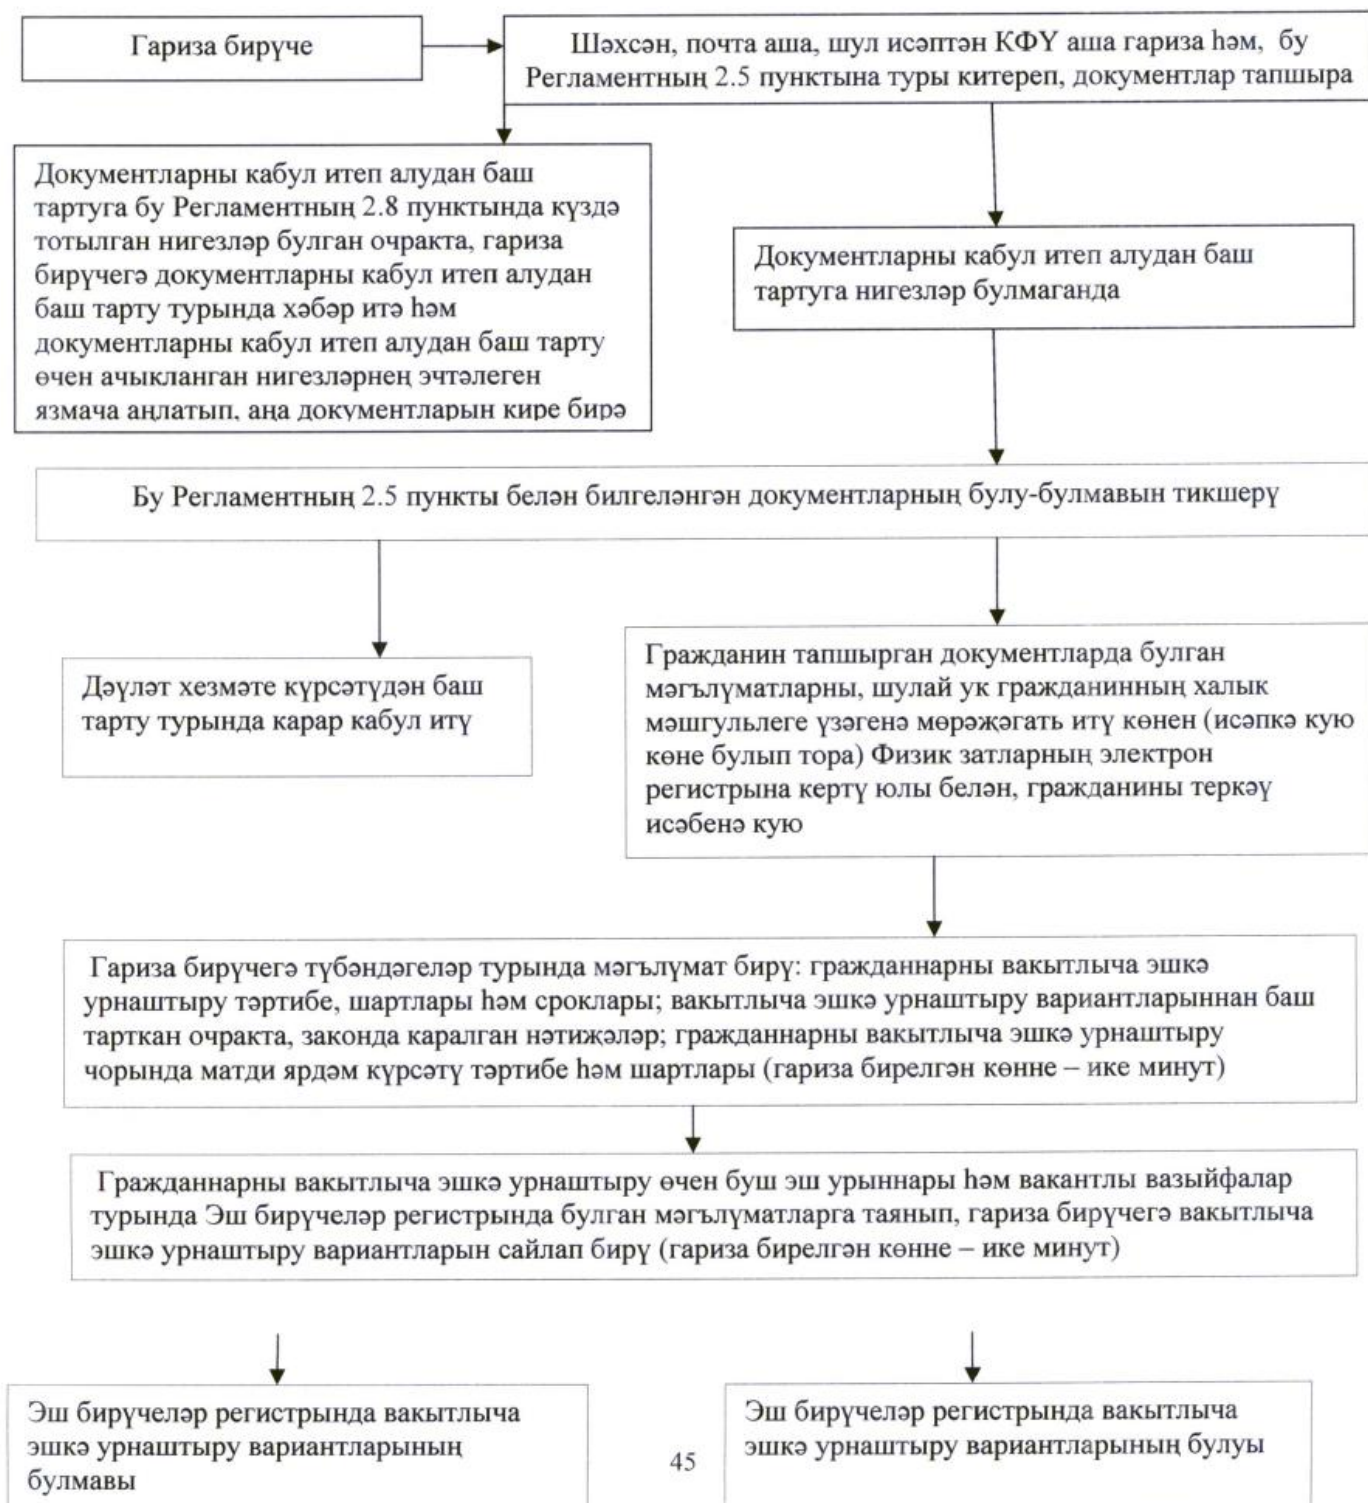 Гариза бирүче
Шәхсән, почта аша, шул исәптән КФҮ аша гариза һәм, бу
Регламентның 2.5 пунктына туры китереп, документлар тапшыра
Документларны кабул итеп алудан баш
тартуга бу Регламентның 2.8 пунктында күздә
тотылган нигезләр булган очракта, гариза
бирүчегә документларны кабул итеп алудан
баш тарту турында хәбәр итә һәм
документларны кабул итеп алудан баш тарту
өчен ачыкланган нигезләрнең эчтәлеген
язмача аңлатып, аңа документларын кире бирә
Документларны кабул итеп алудан баш
тартуга нигезләр булмаганда
Бу Регламентның 2.5 пункты белән билгеләнгән документларның булу-булмавын тикшерү
Дәүләт хезмәте күрсәтүдән баш
тарту турында карар кабул итү
Гражданин тапшырган документларда булган
мәгълүматларны, шулай ук гражданинның халык
мәшгульлеге үзәгенә мөрәҗәгать итү көнен (исәпкә кую
көне булып тора) Физик затларның электрон
регистрына кертү юлы белән, гражданины теркәү
исәбенә кую
Гариза бирүчегә түбәндәгеләр турында мәгълүмат бирү: гражданнарны вакытлыча эшкә
урнаштыру тәртибе, шартлары һәм сроклары; вакытлыча эшкә урнаштыру вариантларыннан баш
тарткан очракта, законда каралган нәтиҗәләр; гражданнарны вакытлыча эшкә урнаштыру
чорында матди ярдәм күрсәтү тәртибе һәм шартлары (гариза бирелгән көнне – ике минут)
Гражданнарны вакытлыча эшкә урнаштыру өчен буш эш урыннары һәм вакантлы вазыйфалар
турында Эш бирүчеләр регистрында булган мәгълүматларга таянып, гариза бирүчегә вакытлыча
эшкә урнаштыру вариантларын сайлап бирү (гариза бирелгән көнне – ике минут)
Эш бирүчеләр регистрында вакытлыча
эшкә урнаштыру вариантларының
булмавы
Эш бирүчеләр регистрында вакытлыча
эшкә урнаштыру вариантларының булуы
45